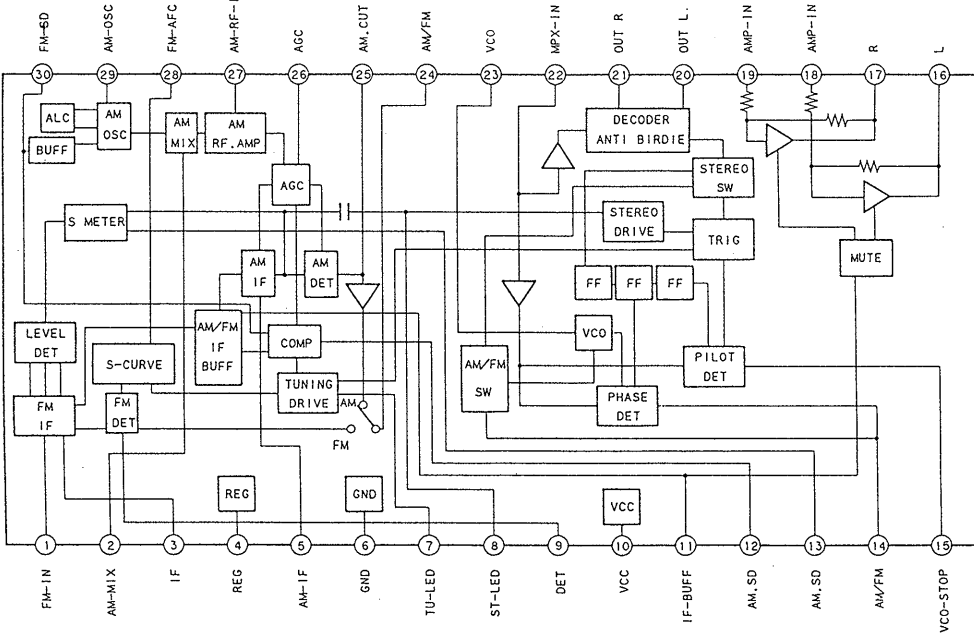 FM-SD
AM-OSC
FM-AFC
AM-RF-
AGC
AM.CUT
AM/FM
VCO
MPX-IN
OUT R
OUT L.
AMP-IN
AMP-IN
R
L
30 29 28 27 26 25 24 23 22 21 20 19 18 17 16
ALC
AM
OSC
BUFF
AM
MIX
AM
RF.AMP
AGC
DECODER
ANTI BIRDIE
STEREO
SW
S METER
STEREO
DRIVE
TRIG
MUTE
AM
IF
AM
DET
FF
FF
FF
LEVEL
DET
AM/FM
IF
BUFF
COMP
VCO
S-CURVE
AM/FM
SW
PILOT
DET
TUNING
DRIVE
FM
IF
FM
DET
AM
FM
PHASE
DET
REG
GND
VCC
1 2 3 4 5 6 7 8 9 10 11 12 13 14 15
FM-IN
AM-MIX
IF
REG
AM-IF
GND
TU-LED
ST-LED
DET
VCC
IF-BUFF
AM.SD
AM.SD
AM/FM
VCO-STOP